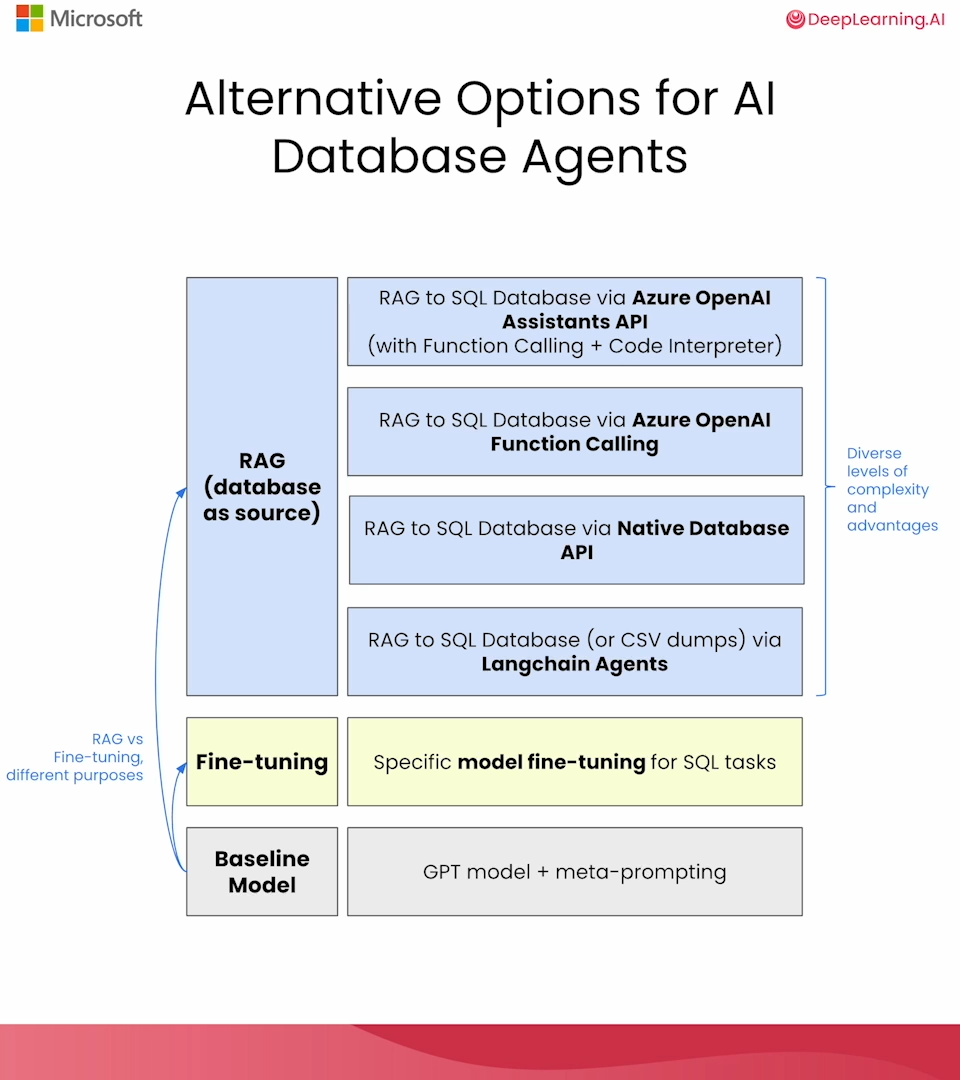 Microsoft
DeepLearning.AI
Alternative Options for AI
Database Agents
RAG
(database
as source)
RAG to SQL Database via Azure OpenAI
Assistants API
(with Function Calling + Code Interpreter)
RAG to SQL Database via Azure OpenAI
Function Calling
RAG to SQL Database via Native Database
API
RAG to SQL Database (or CSV dumps) via
Langchain Agents
Diverse
levels of
complexity
and
advantages
RAG vs
Fine-tuning,
different purposes
Fine-tuning
Specific model fine-tuning for SQL tasks
Baseline
Model
GPT model + meta-prompting